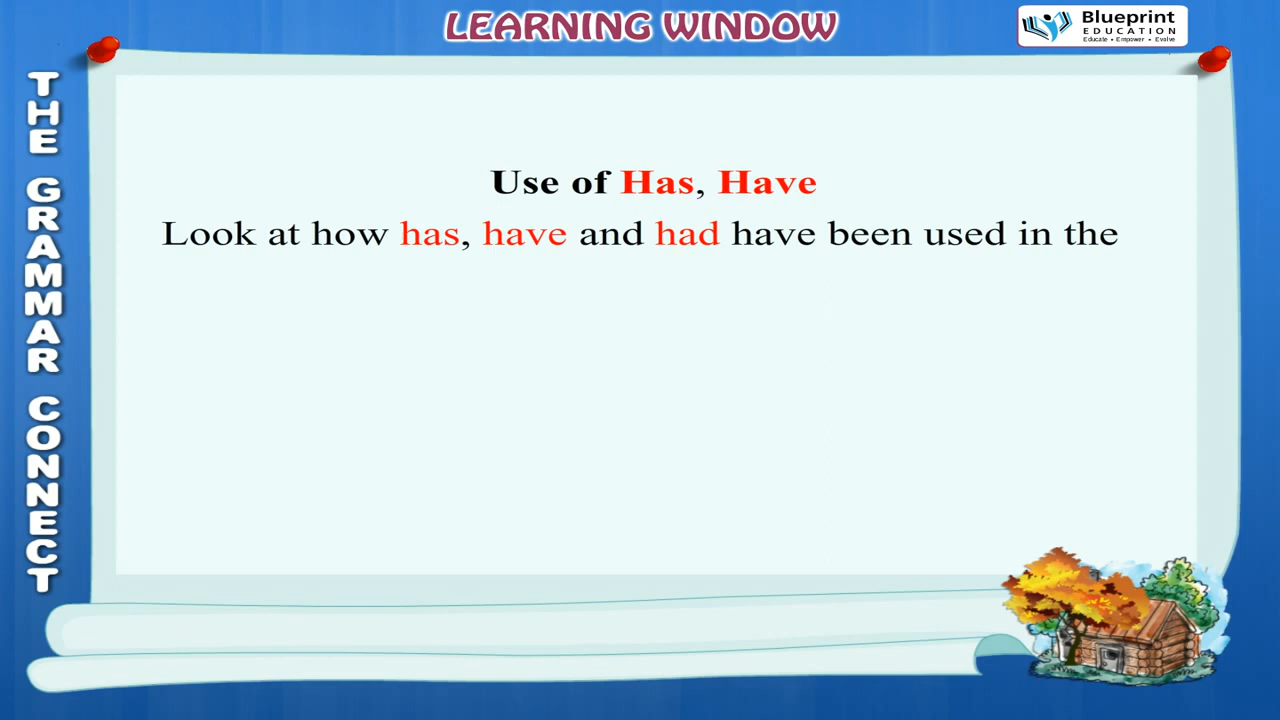 LEARNING WINDOW
Blueprint
EDUCATION
Educate • Empower • Evolve
THE GRAMMAR CONNECT
Use of Has, Have
Look at how has, have and had have been used in the